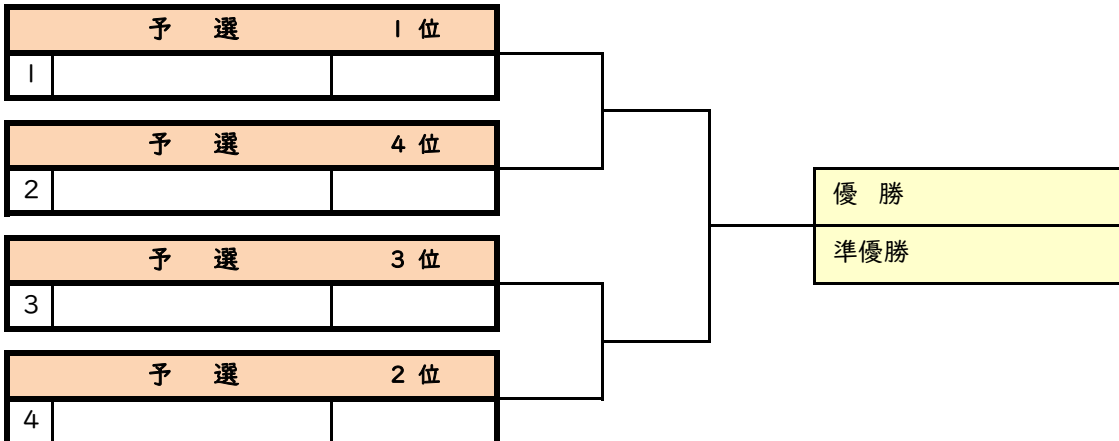 予 選 1 位
1
予 選 4 位
2
優 勝
予 選 3 位
準優勝
3
予 選 2 位
4